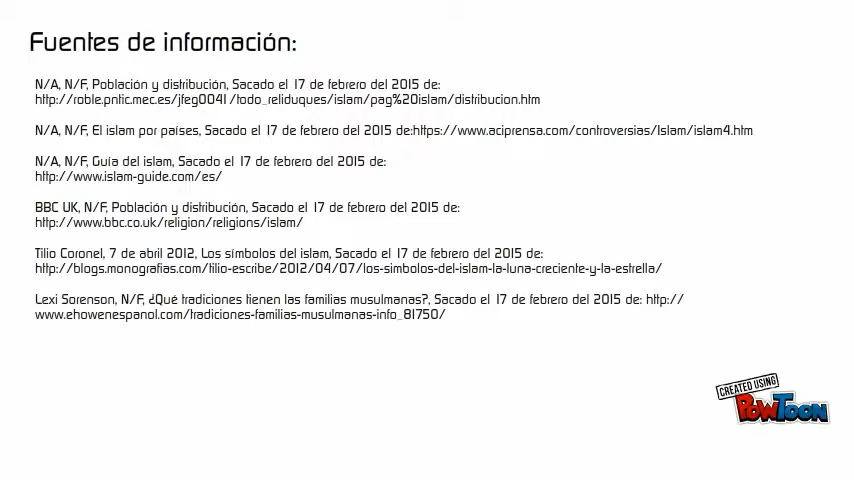 Fuentes de información:
N/A, N/F, Población y distribución, Sacado el 17 de febrero del 2015 de:
http://roble.pntic.mec.es/jfeg0041/todo_reliduques/islam/pag%20islam/distribucion.htm
N/A, N/F, El islam por países, Sacado el 17 de febrero del 2015 de:https://www.aciprensa.com/controversias/Islam/islam4.htm
N/A, N/F, Guía del islam, Sacado el 17 de febrero del 2015 de:
http://www.islam-guide.com/es/
BBC UK, N/F, Población y distribución, Sacado el 17 de febrero del 2015 de:
http://www.bbc.co.uk/religion/religions/islam/
Tilio Coronel, 7 de abril 2012, Los símbolos del islam, Sacado el 17 de febrero del 2015 de:
http://blogs.monografias.com/tilio-escribe/2012/04/07/los-simbolos-del-islam-la-luna-creciente-y-la-estrella/
Lexi Sorenson, N/F, ¿Qué tradiciones tienen las familias musulmanas?, Sacado el 17 de febrero del 2015 de: http://
www.ehowenespanol.com/tradiciones-familias-musulmanas-info_81750/
CREATED USING
POWTOON